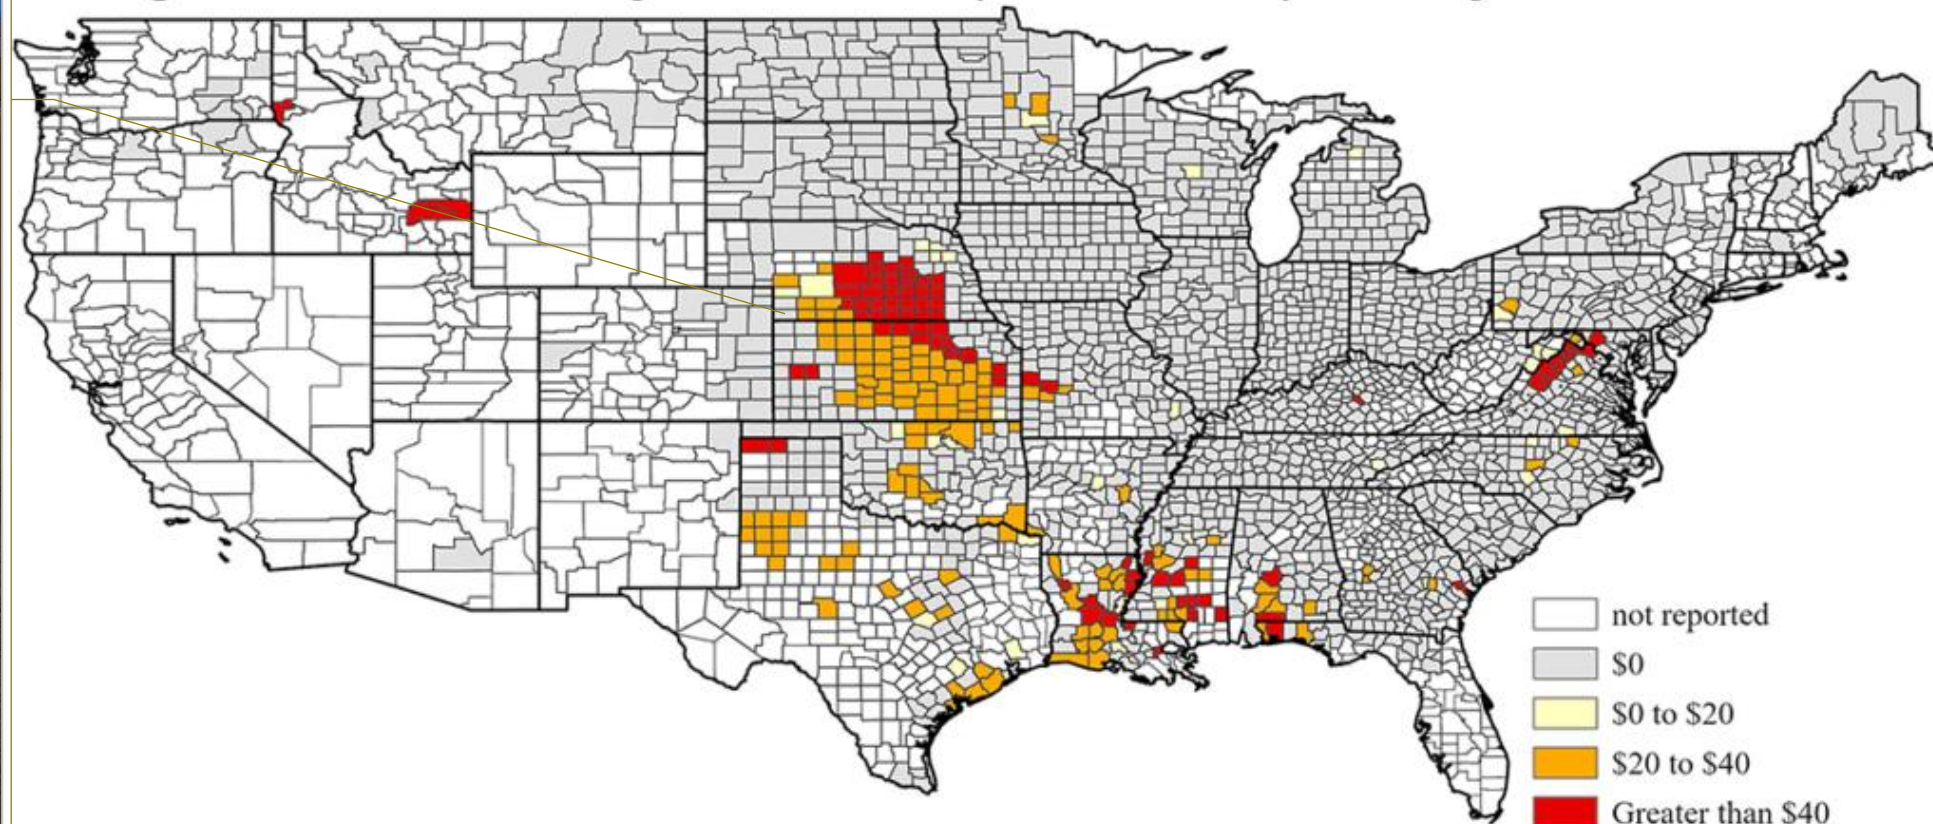 not reported
$0
$0 to $20
$20 to $40
Greater than $40